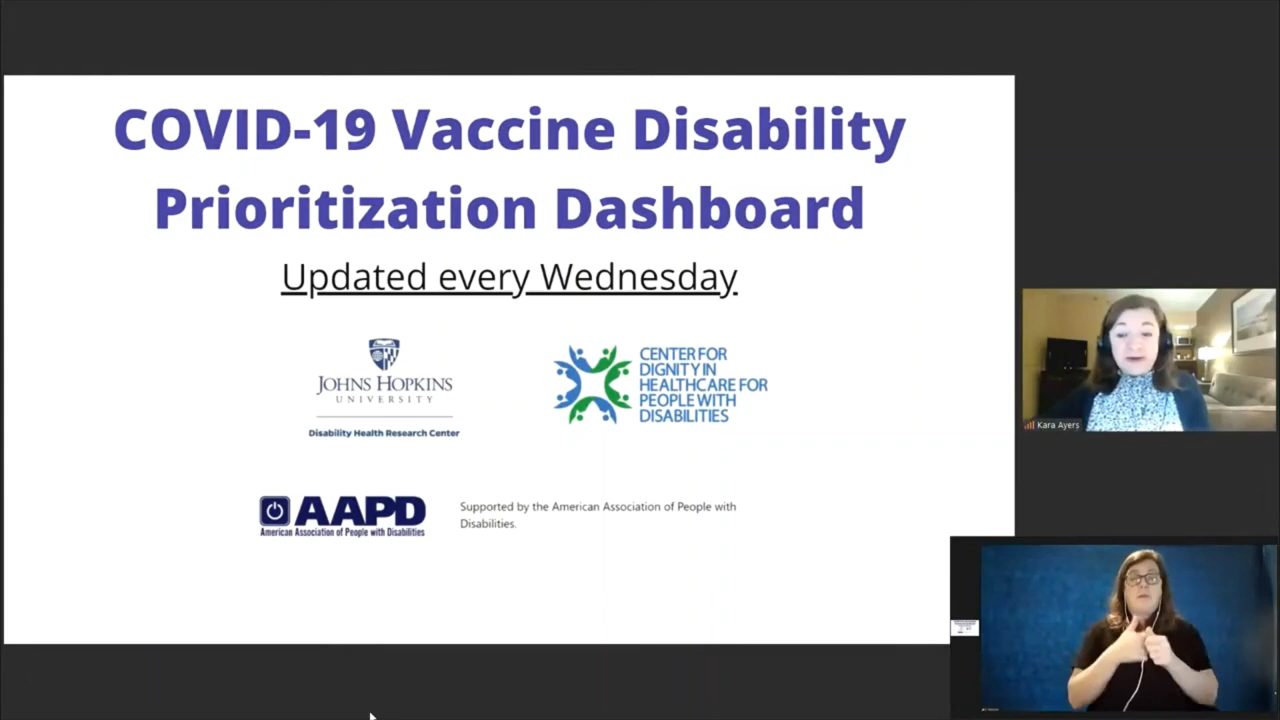 COVID-19 Vaccine Disability
Prioritization Dashboard
Updated every Wednesday
JOHNS HOPKINS
UNIVERSITY
Disability Health Research Center
CENTER FOR
DIGNITY IN
HEALTHCARE FOR
PEOPLE WITH
DISABILITIES
AAPD
American Association of People with Disabilities
Supported by the American Association of People with
Disabilities.
Kara Ayers